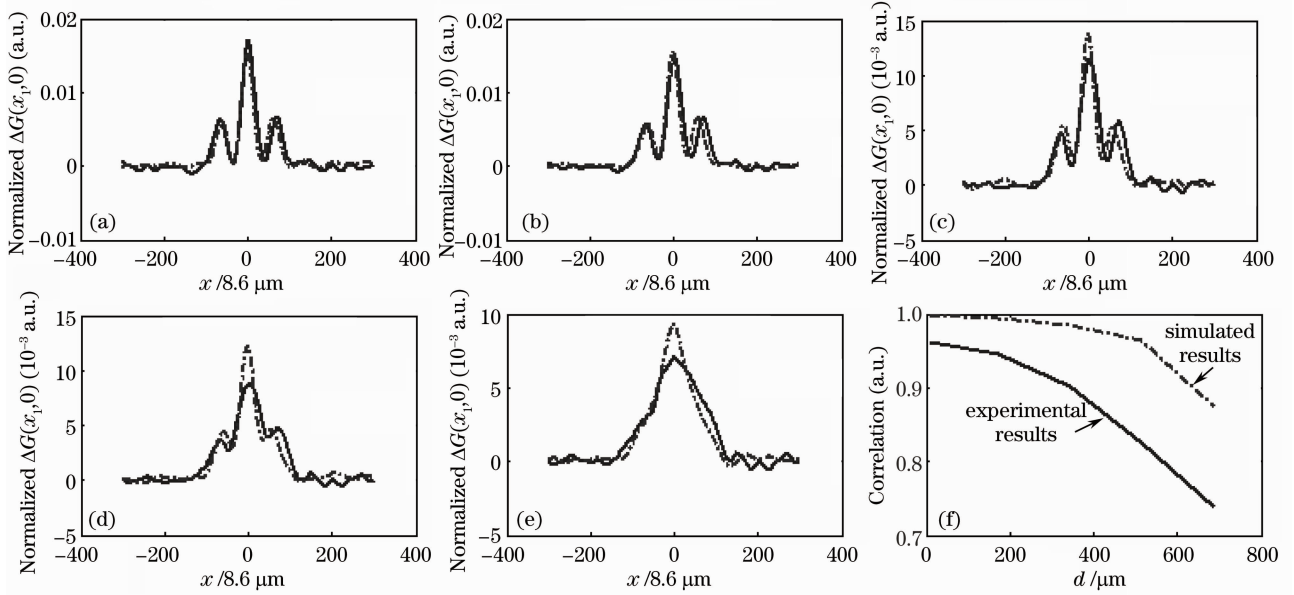 Normalized ΔG(x₁,0) (a.u.)
0.02
0.01
0
−0.01
(a)
−400 −200 0 200 400
x /8.6 μm
Normalized ΔG(x₁,0) (a.u.)
0.02
0.01
0
−0.01
(b)
−400 −200 0 200 400
x /8.6 μm
Normalized ΔG(x₁,0) (10⁻³ a.u.)
15
10
5
0
−5
(c)
−400 −200 0 200 400
x /8.6 μm
Normalized ΔG(x₁,0) (10⁻³ a.u.)
15
10
5
0
−5
(d)
−400 −200 0 200 400
x /8.6 μm
Normalized ΔG(x₁,0) (10⁻³ a.u.)
10
5
0
−5
(e)
−400 −200 0 200 400
x /8.6 μm
Correlation (a.u.)
1.0
0.9
0.8
0.7
simulated
results
experimental
results
(f)
0 200 400 600 800
d /μm